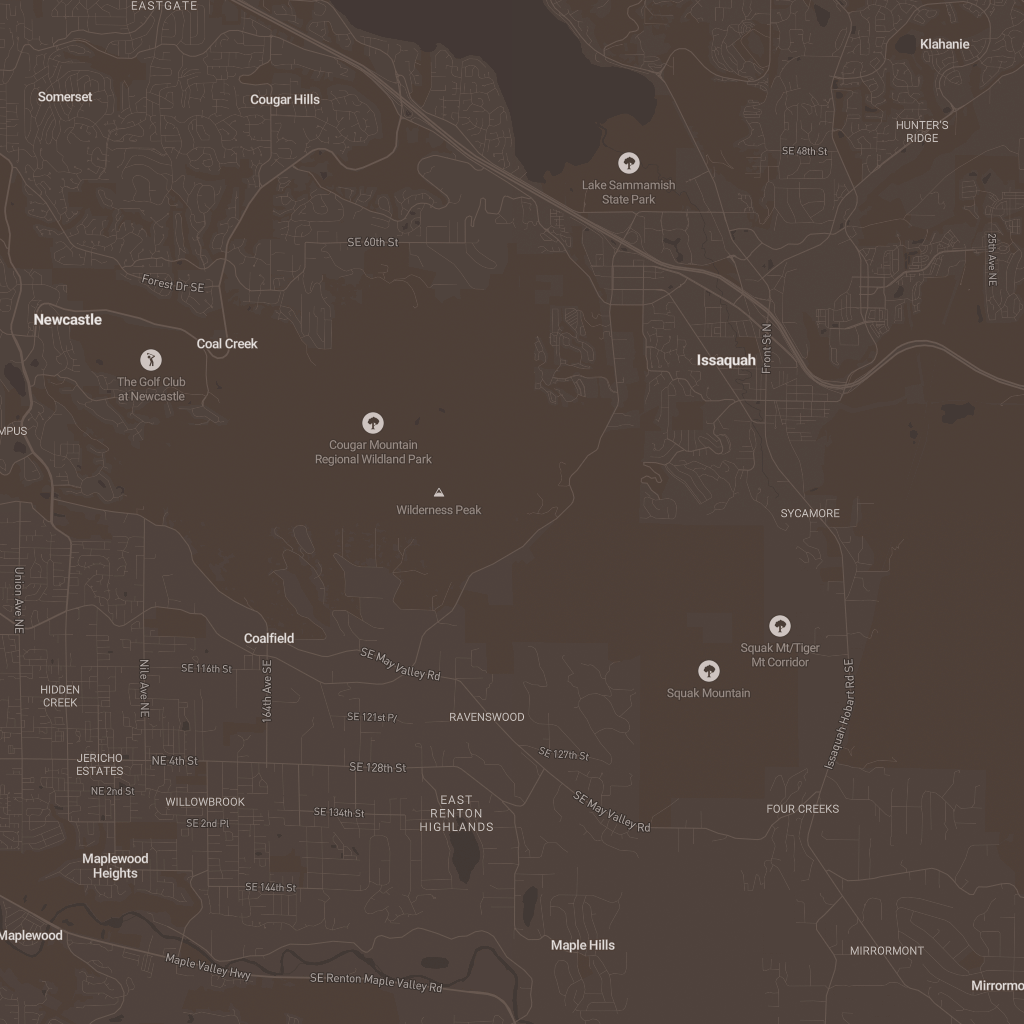 EASTGATE
Klahanie
Somerset
Cougar Hills
HUNTER'S
RIDGE
SE 48th St
Lake Sammamish
State Park
SE 60th St
25th Ave NE
Forest Dr SE
Newcastle
Coal Creek
Front St N
Issaquah
The Golf Club
at Newcastle
MPUS
Cougar Mountain
Regional Wildland Park
Wilderness Peak
SYCAMORE
Union Ave NE
Coalfield
Squak Mt/Tiger
Mt Corridor
SE May Valley Rd
SE 116th St
Nile Ave NE
164th Ave SE
Squak Mountain
Issaquah Hobart Rd SE
HIDDEN
CREEK
SE 121st Pl
RAVENSWOOD
SE 127th St
JERICHO
ESTATES
NE 4th St
SE 128th St
NE 2nd St
WILLOWBROOK
EAST
RENTON
HIGHLANDS
SE May Valley Rd
FOUR CREEKS
SE 134th St
SE 2nd Pl
Maplewood
Heights
SE 144th St
Maplewood
Maple Hills
MIRRORMONT
Maple Valley Hwy
SE Renton Maple Valley Rd
Mirrormo